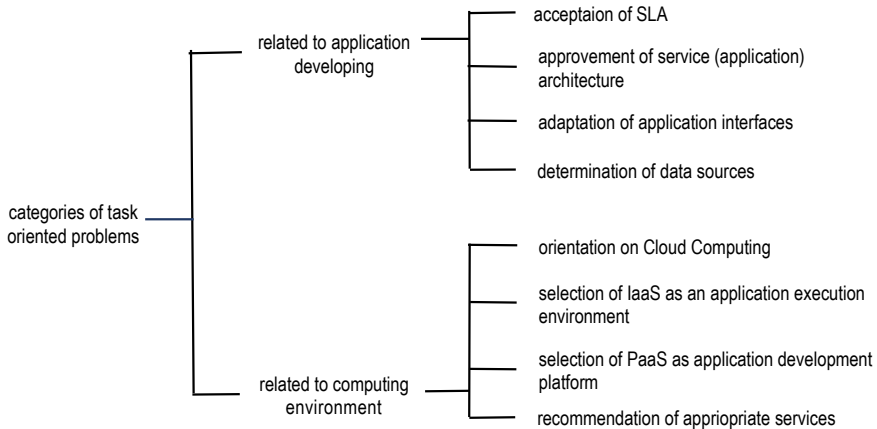 acceptaion of SLA
related to application
developing
approvement of service (application)
architecture
adaptation of application interfaces
determination of data sources
categories of task
oriented problems
orientation on Cloud Computing
selection of IaaS as an application execution
environment
selection of PaaS as application development
platform
related to computing
environment
recommendation of appriopriate services